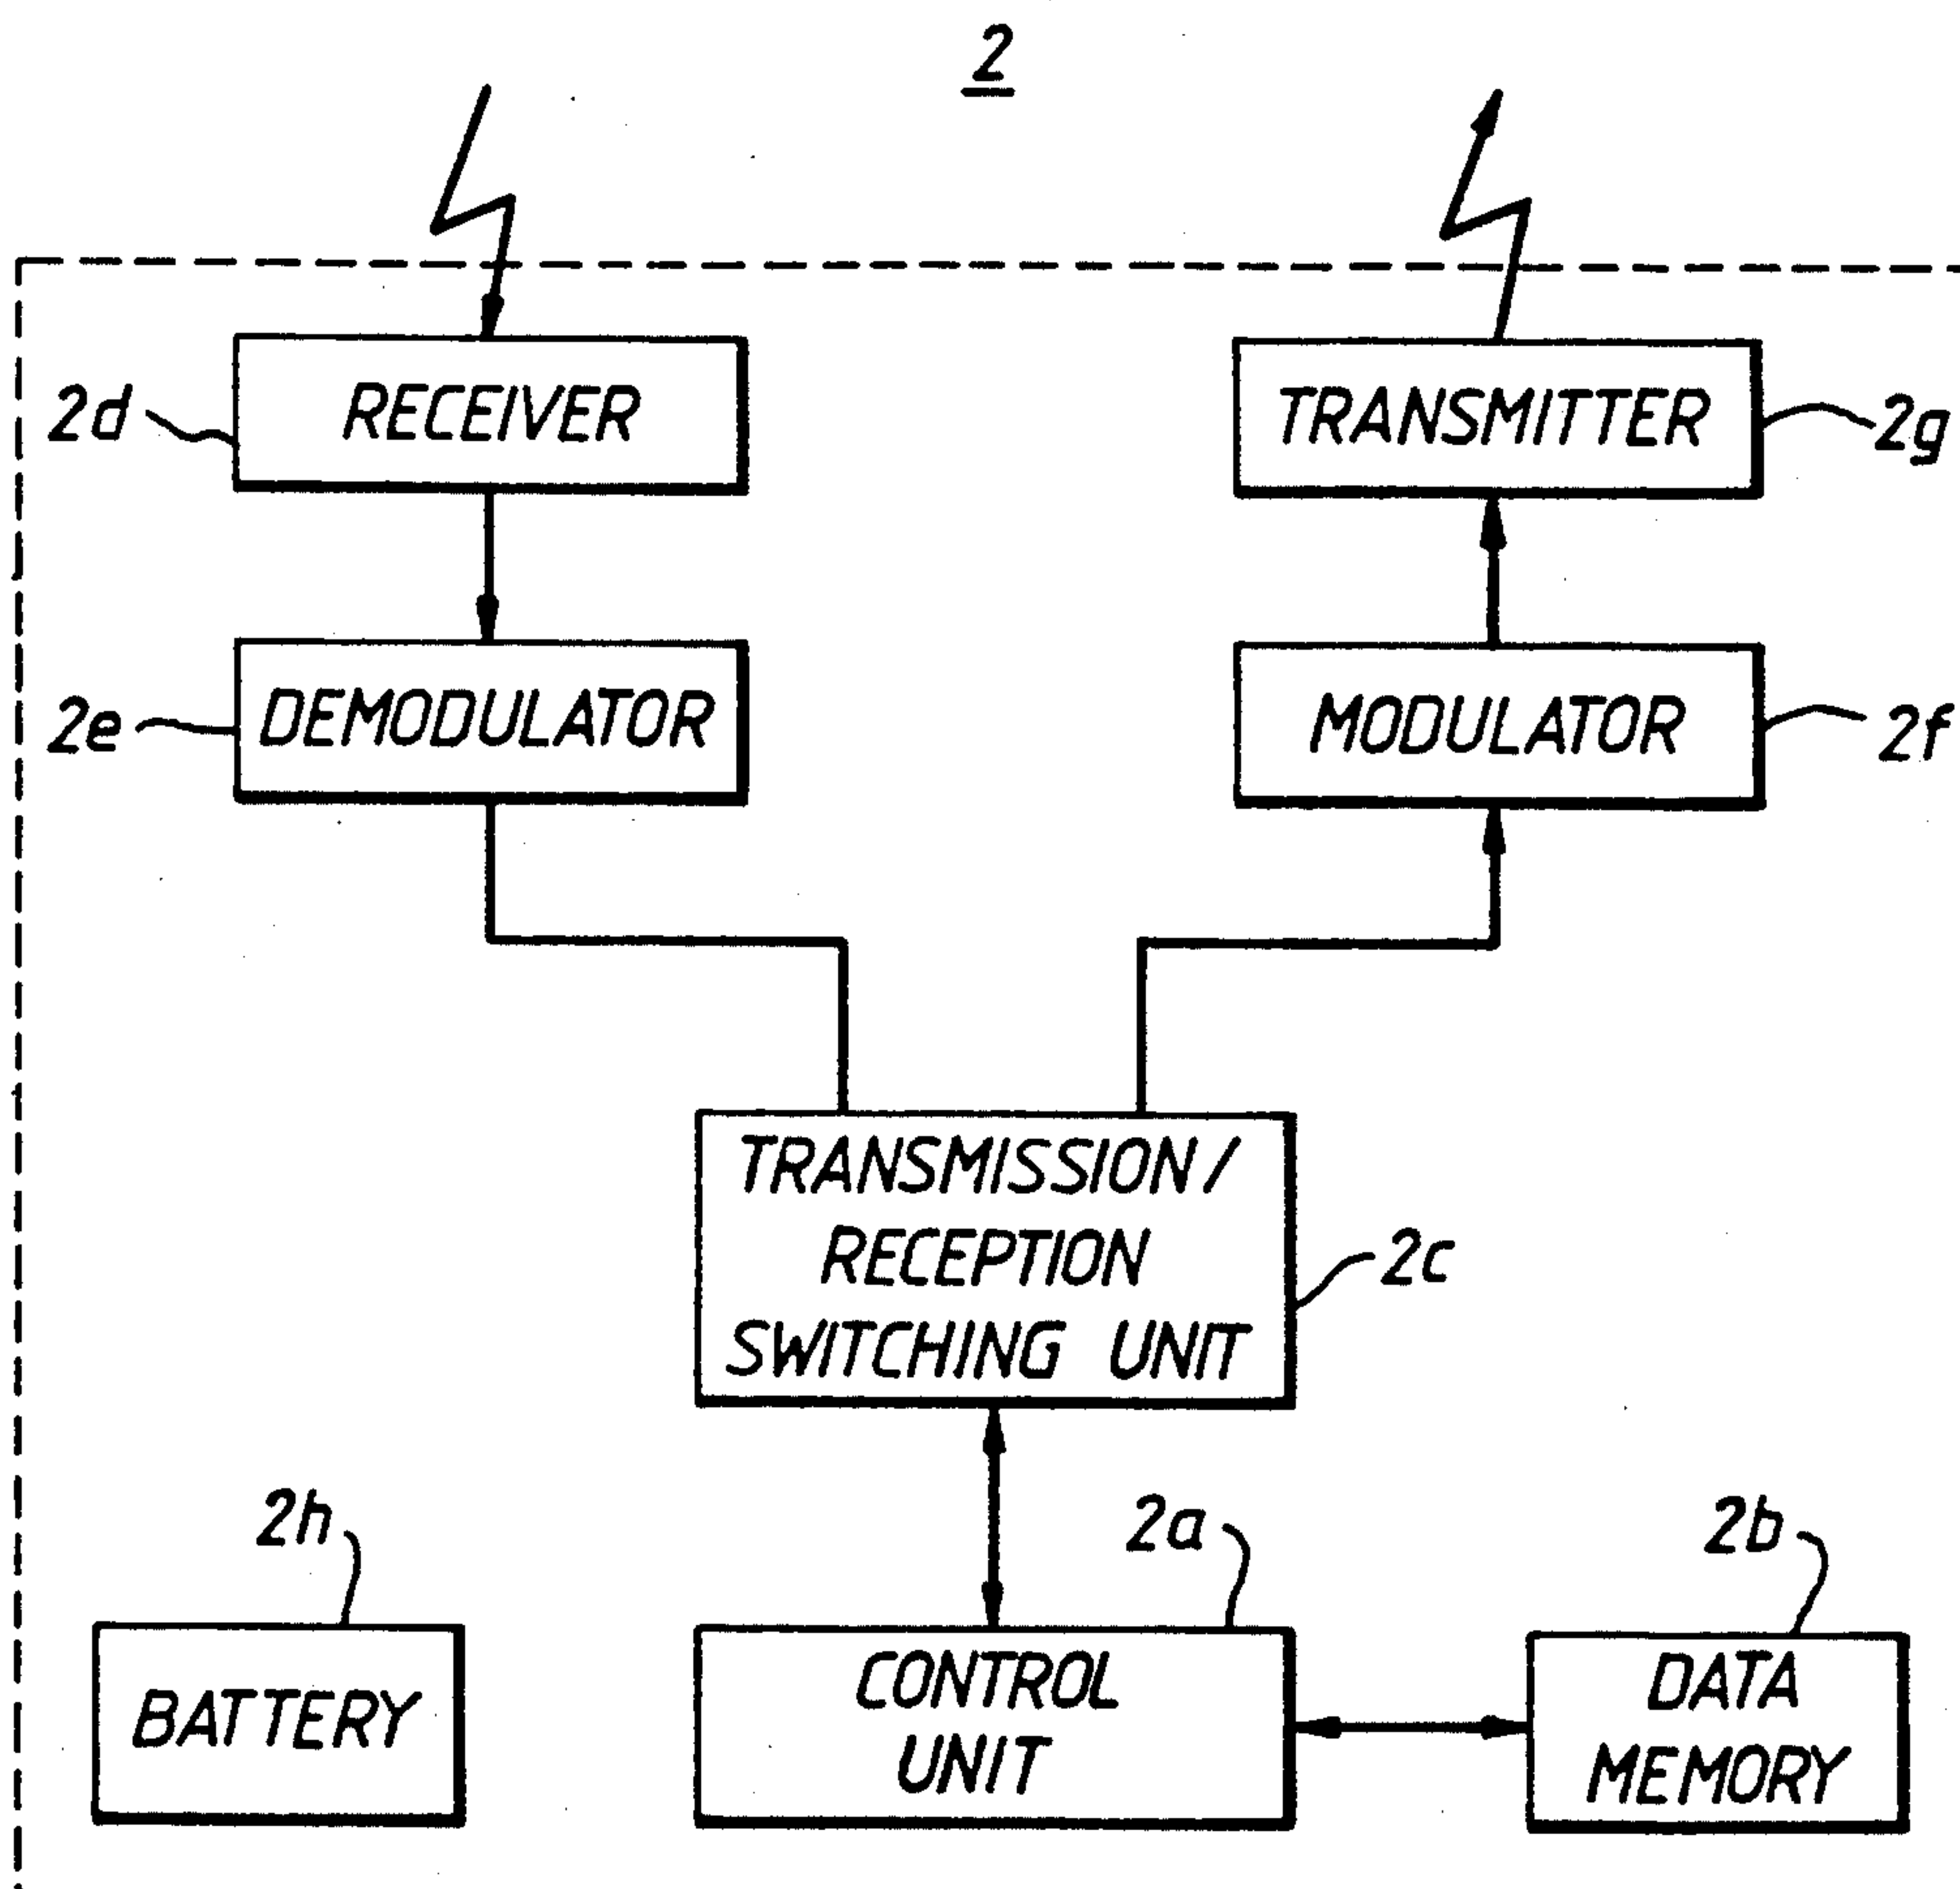 2
2d
RECEIVER
TRANSMITTER
2g
2e
DEMODULATOR
MODULATOR
2f
TRANSMISSION/
RECEPTION
SWITCHING UNIT
2c
2h
2a
2b
BATTERY
CONTROL
UNIT
DATA
MEMORY